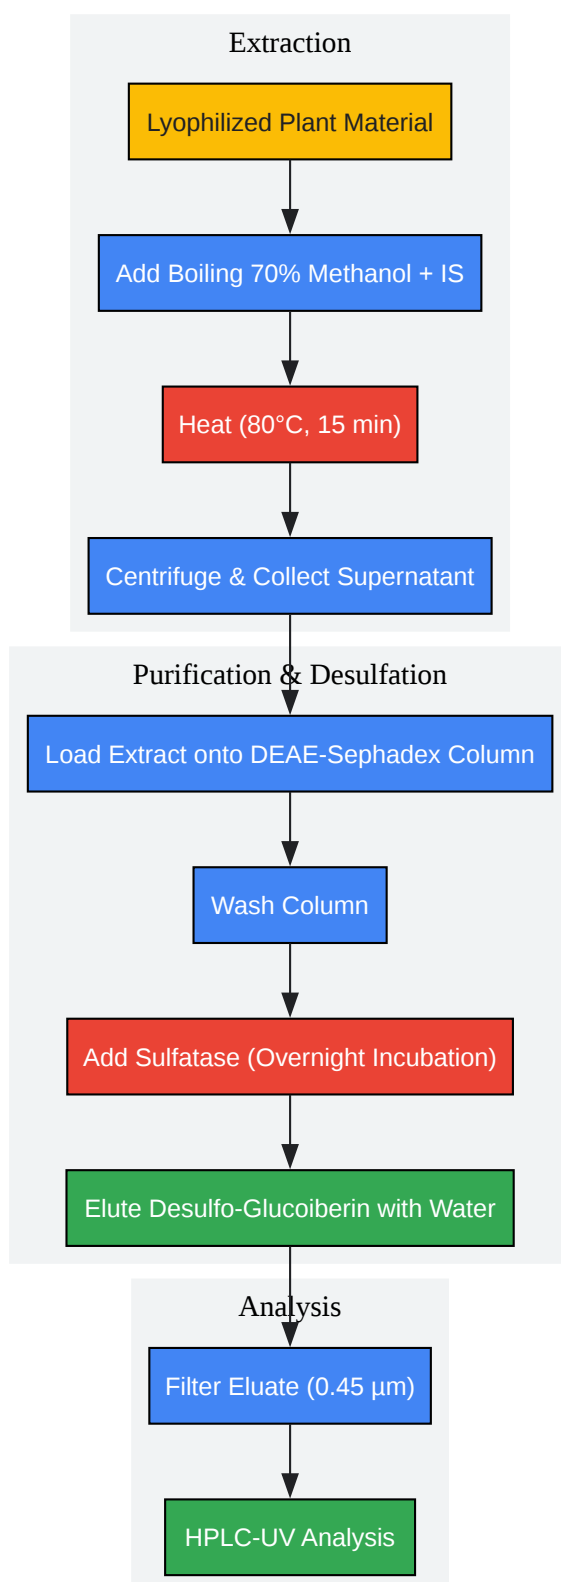 Extraction
Lyophilized Plant Material
Add Boiling 70% Methanol + IS
Heat (80°C, 15 min)
Centrifuge & Collect Supernatant
Purification & Desulfation
Load Extract onto DEAE-Sephadex Column
Wash Column
Add Sulfatase (Overnight Incubation)
Elute Desulfo-Glucoiberin with Water
Analysis
Filter Eluate (0.45 µm)
HPLC-UV Analysis